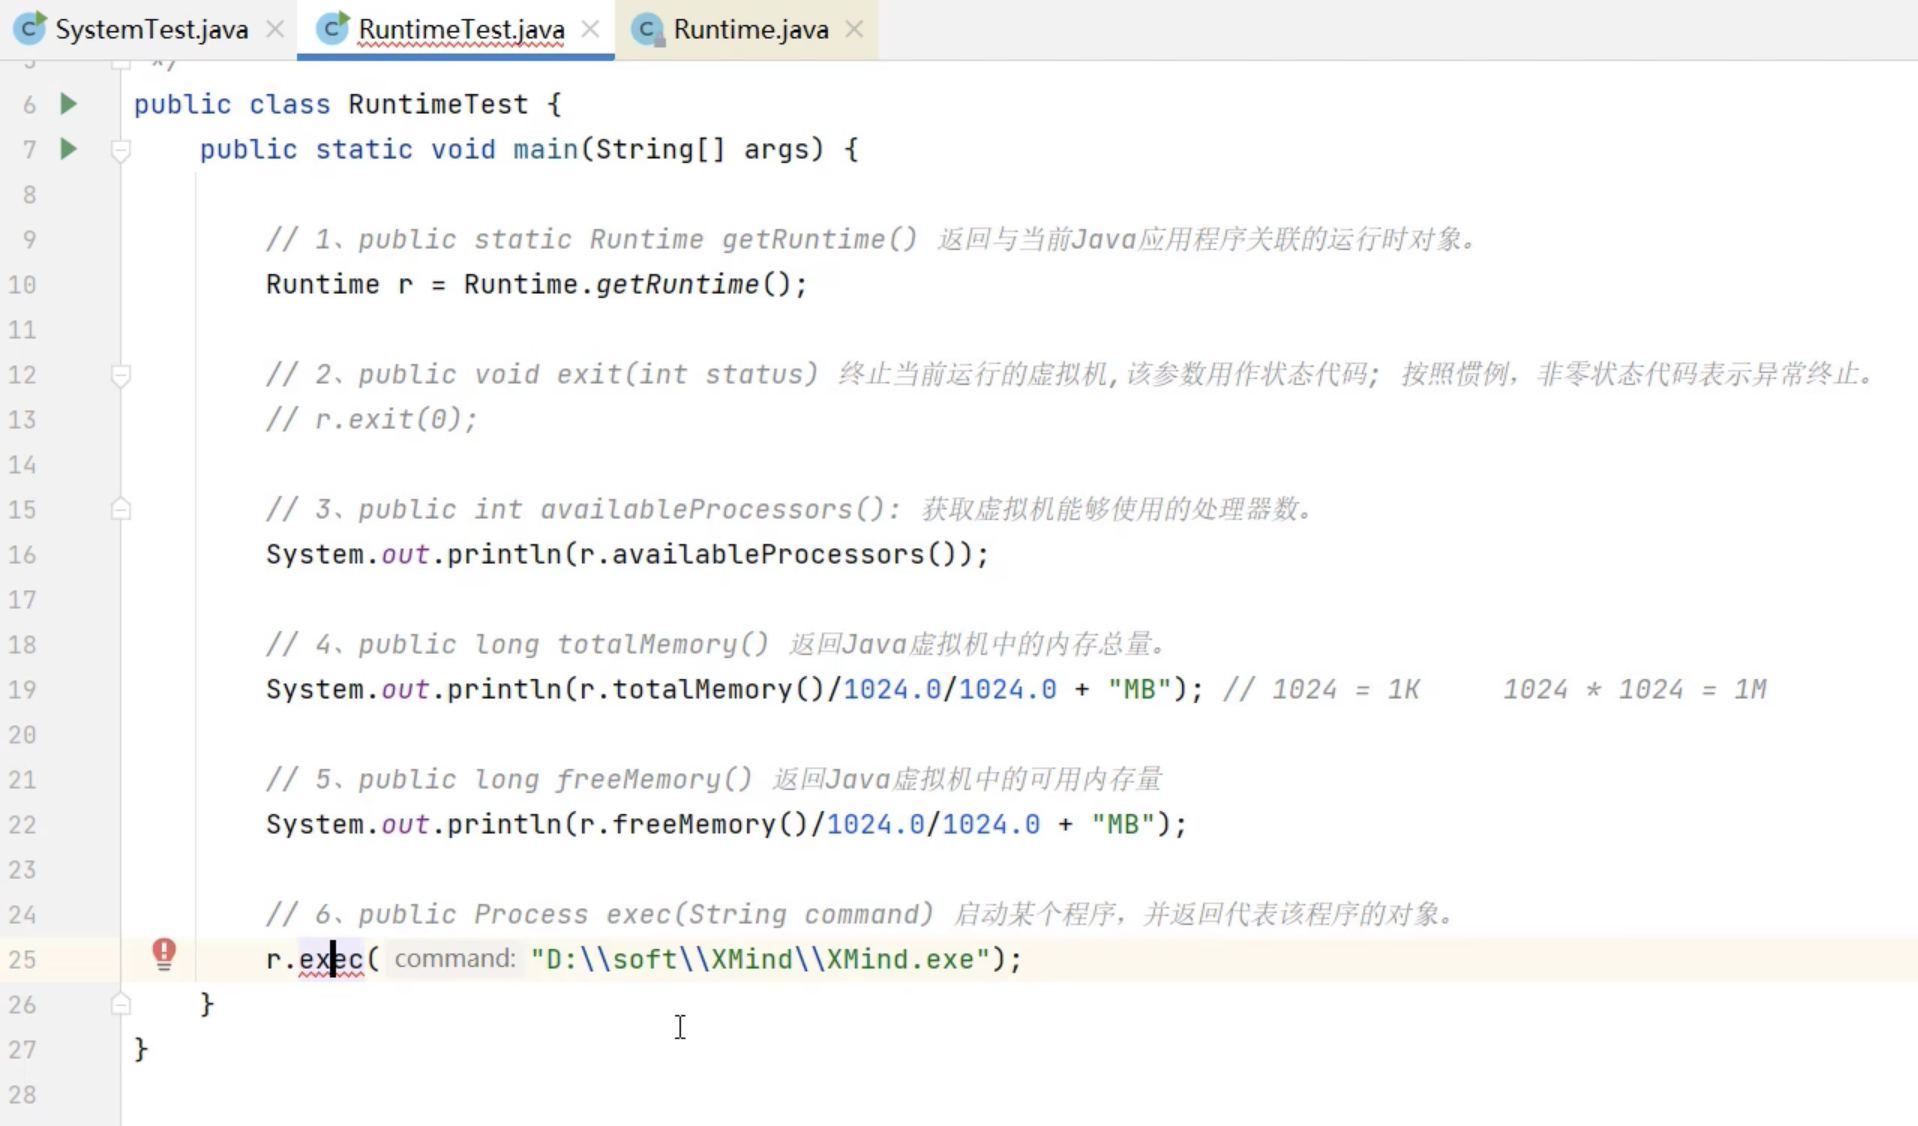 SystemTest.java RuntimeTest.java Runtime.java
5 */
6 public class RuntimeTest {
7 public static void main(String[] args) {
8
9 // 1、public static Runtime getRuntime() 返回与当前Java应用程序关联的运行时对象。
10 Runtime r = Runtime.getRuntime();
11
12 // 2、public void exit(int status) 终止当前运行的虚拟机,该参数用作状态代码; 按照惯例，非零状态代码表示异常终止。
13 // r.exit(0);
14
15 // 3、public int availableProcessors(): 获取虚拟机能够使用的处理器数。
16 System.out.println(r.availableProcessors());
17
18 // 4、public long totalMemory() 返回Java虚拟机中的内存总量。
19 System.out.println(r.totalMemory()/1024.0/1024.0 + "MB"); // 1024 = 1K 1024 * 1024 = 1M
20
21 // 5、public long freeMemory() 返回Java虚拟机中的可用内存量
22 System.out.println(r.freeMemory()/1024.0/1024.0 + "MB");
23
24 // 6、public Process exec(String command) 启动某个程序，并返回代表该程序的对象。
25 r.exec( command: "D:\\soft\\XMind\\XMind.exe");
26 }
27 }
28